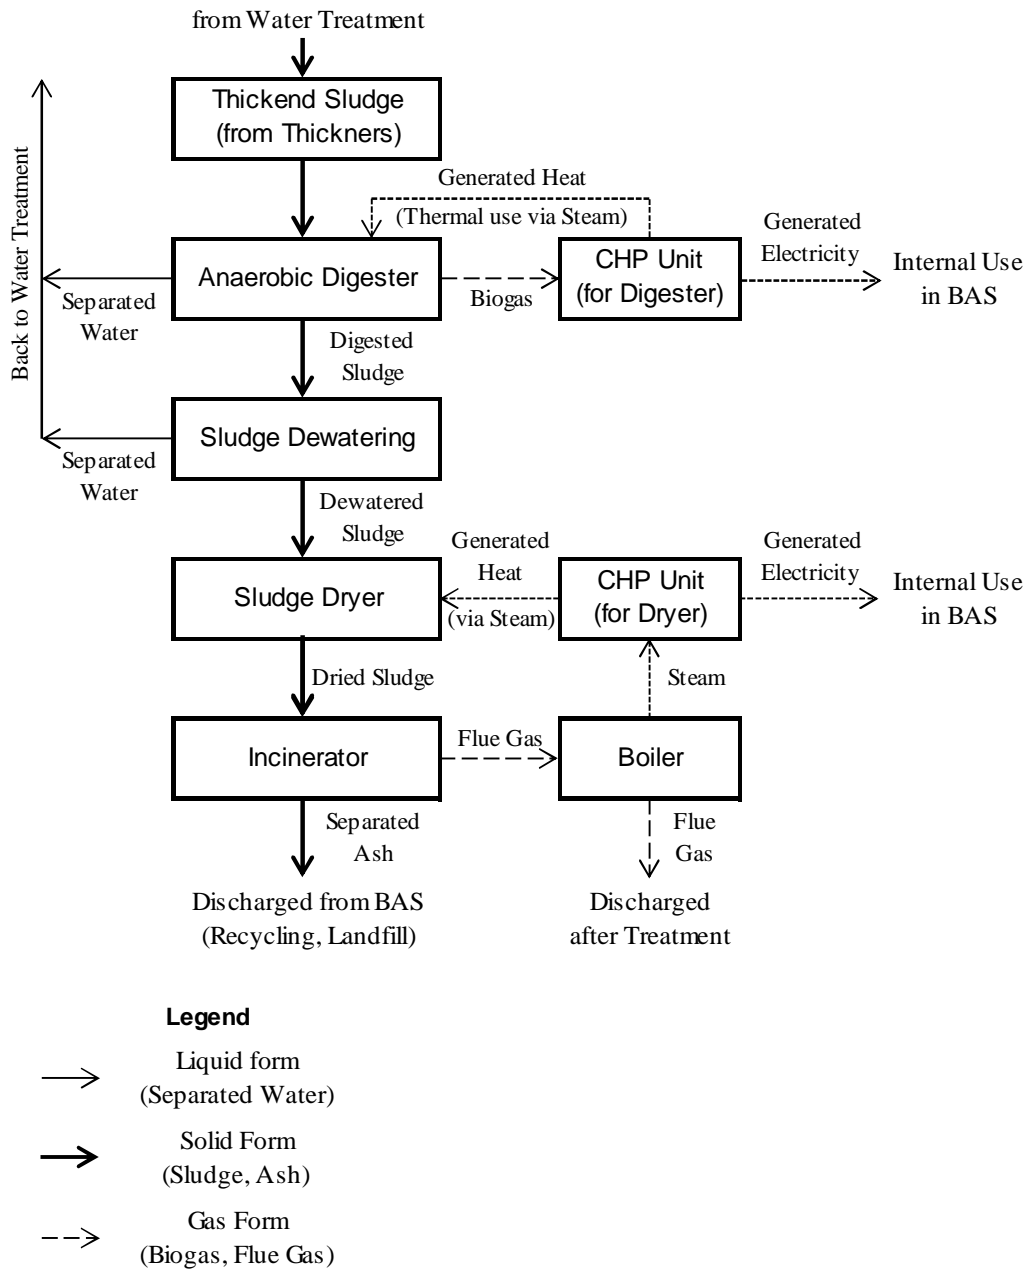 from Water Treatment
Thickend Sludge
(from Thickners)
Back to Water Treatment
Generated Heat
(Thermal use via Steam)
Anaerobic Digester
Separated
Water
Biogas
CHP Unit
(for Digester)
Generated
Electricity
Internal Use
in BAS
Digested
Sludge
Sludge Dewatering
Separated
Water
Dewatered
Sludge
Sludge Dryer
Generated
Heat
(via Steam)
CHP Unit
(for Dryer)
Generated
Electricity
Internal Use
in BAS
Dried Sludge
Steam
Incinerator
Flue Gas
Boiler
Separated
Ash
Flue
Gas
Discharged from BAS
(Recycling, Landfill)
Discharged
after Treatment
Legend
Liquid form
(Separated Water)
Solid Form
(Sludge, Ash)
Gas Form
(Biogas, Flue Gas)